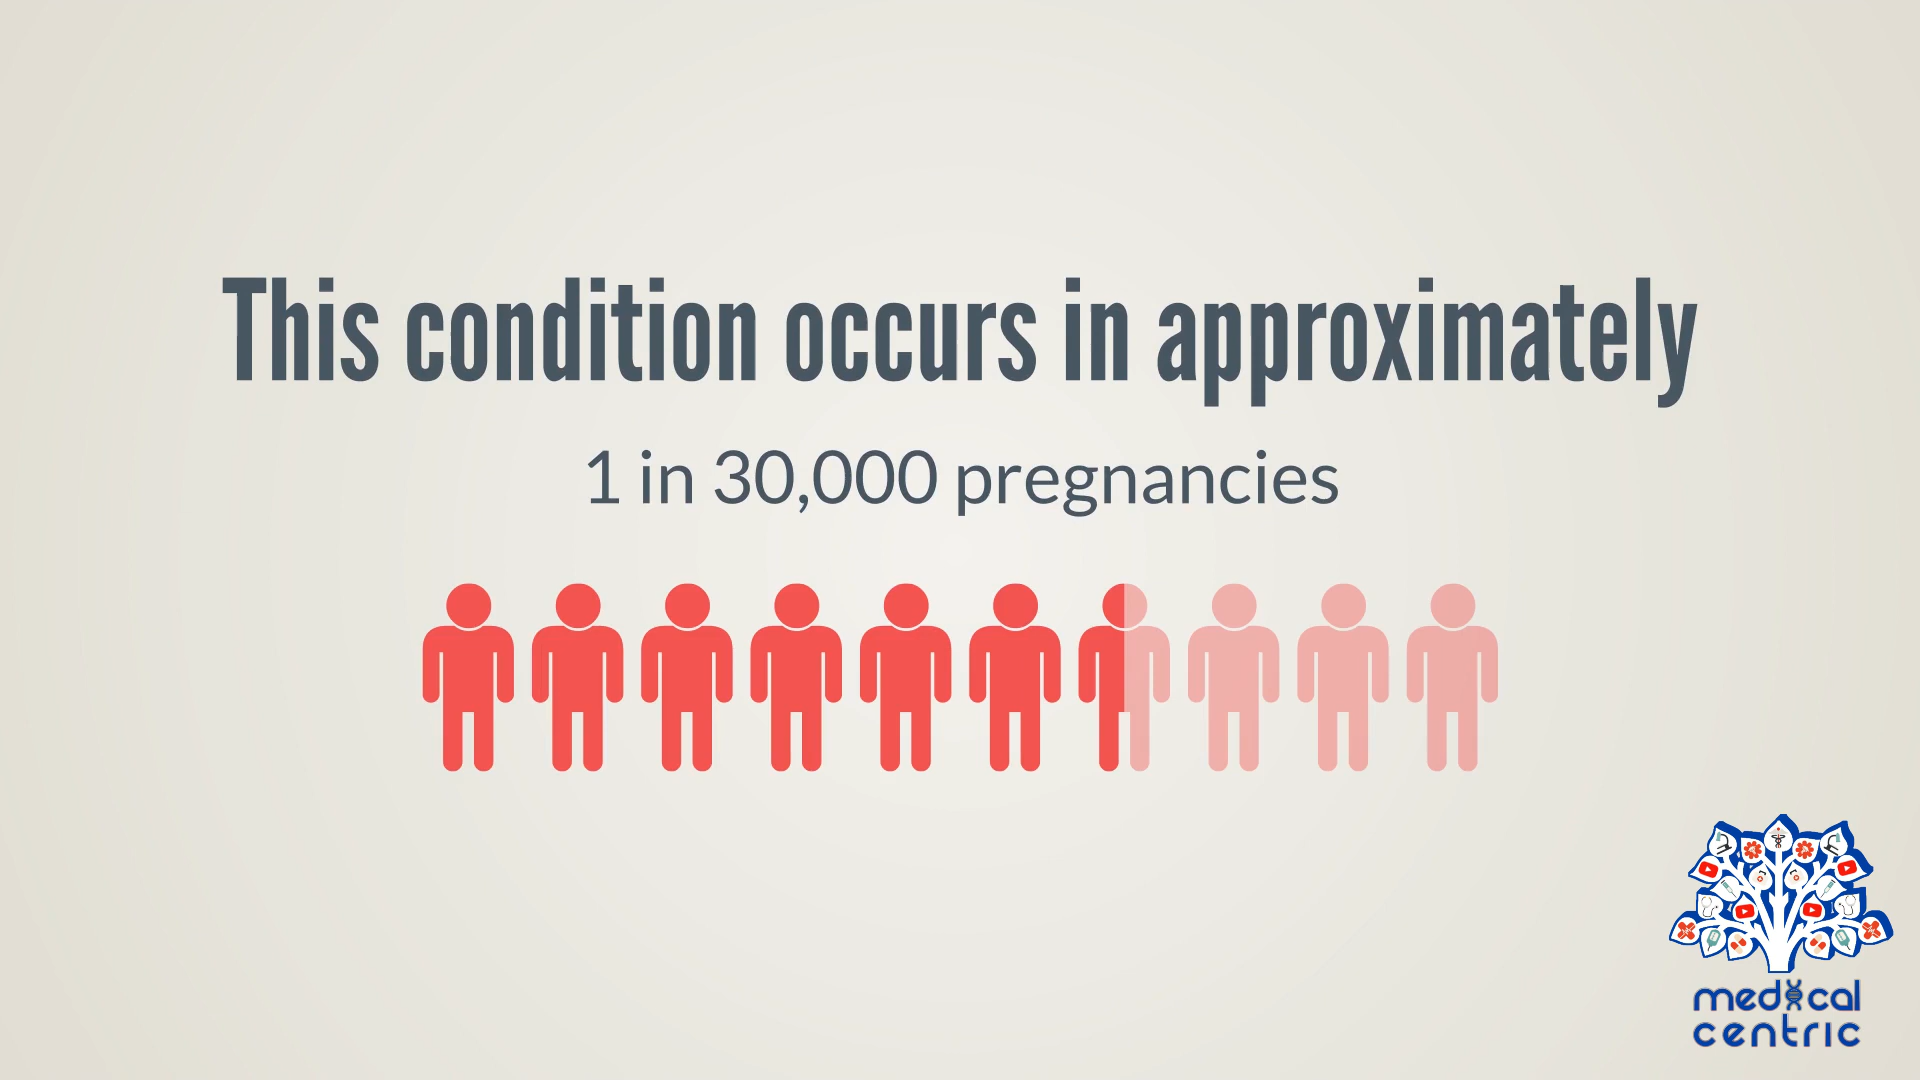 This condition occurs in approximately
1 in 30,000 pregnancies
medical
centric